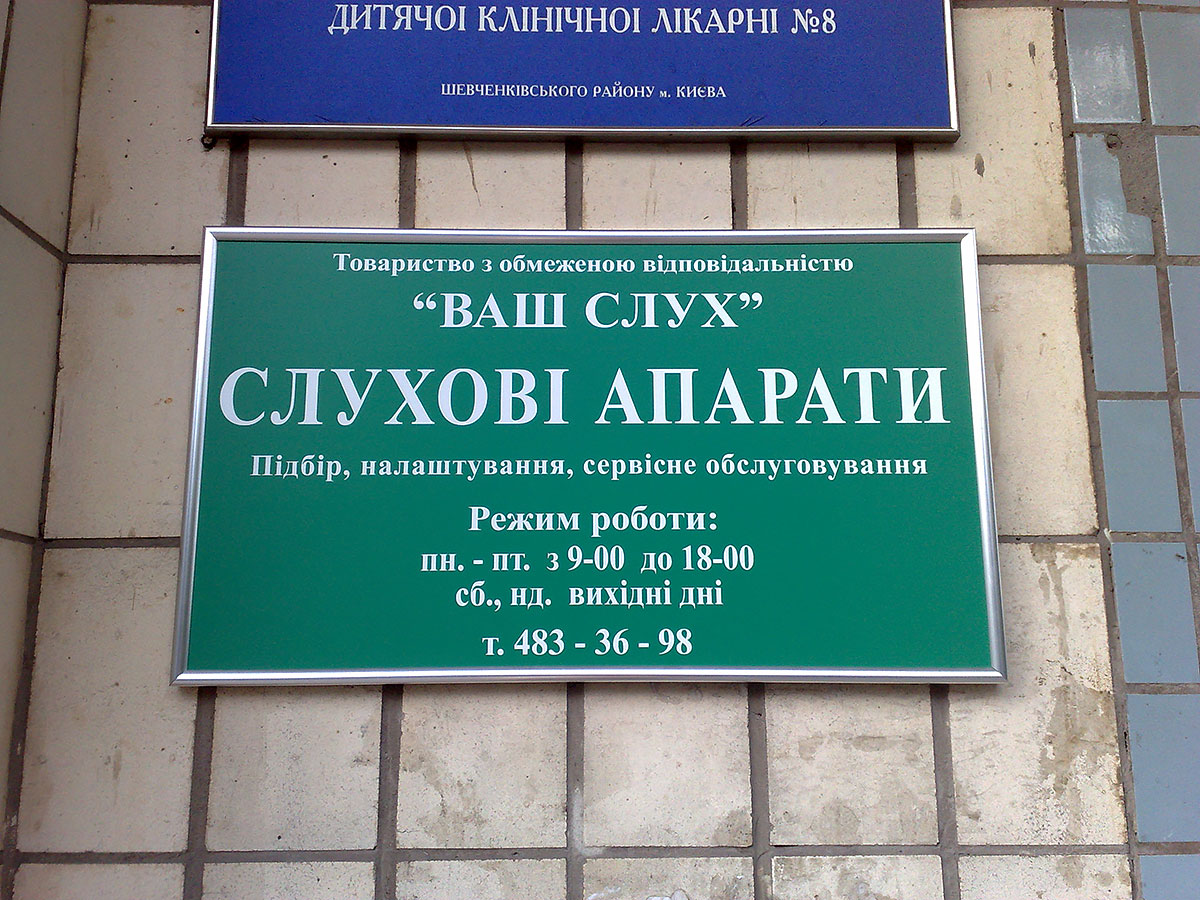 ДИТЯЧОЇ КЛІНІЧНОЇ ЛІКАРНІ №8
ШЕВЧЕНКІВСЬКОГО РАЙОНУ м. КИЄВА
Товариство з обмеженою відповідальністю
“ВАШ СЛУХ”
СЛУХОВІ АПАРАТИ
Підбір, налаштування, сервісне обслуговування
Режим роботи:
пн. - пт. з 9-00 до 18-00
сб., нд. вихідні дні
т. 483 - 36 - 98